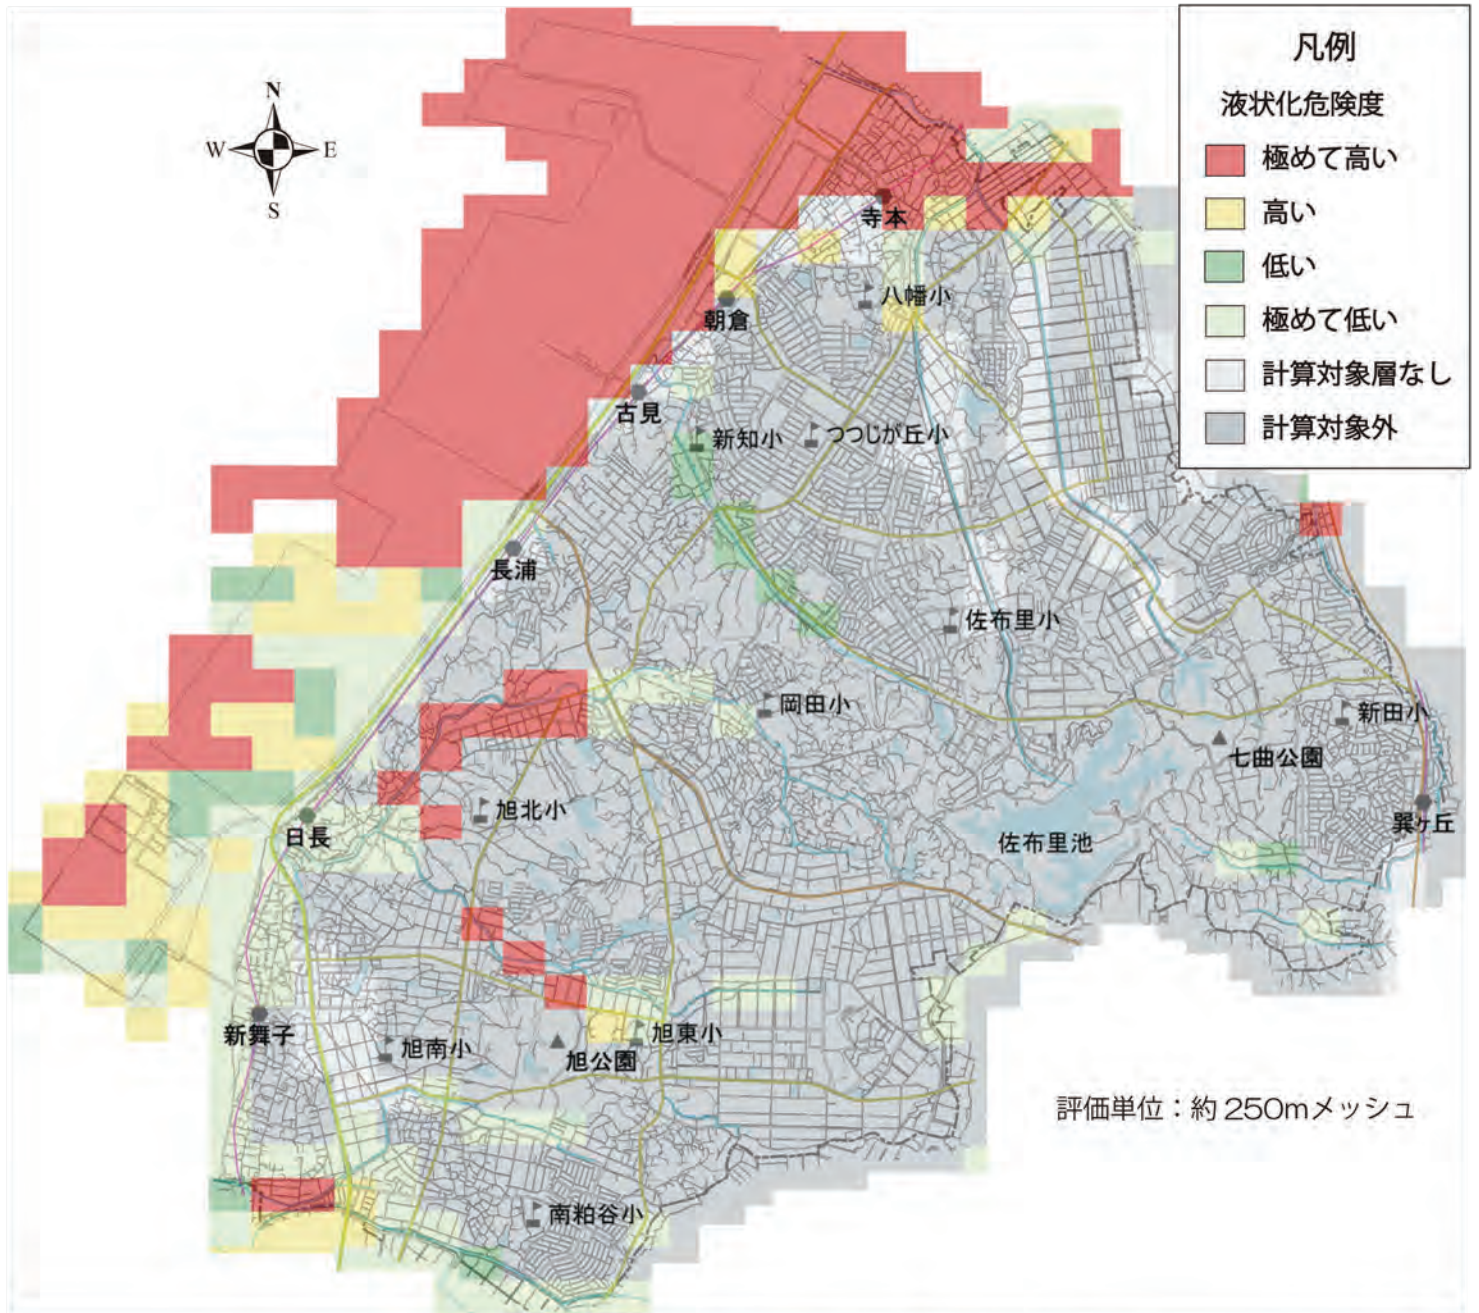 凡例
液状化危険度
極めて高い
高い
低い
極めて低い
計算対象層なし
計算対象外
N
W
E
S
寺本
八幡小
朝倉
古見
新知小
つつじが丘小
長浦
佐布里小
岡田小
新田小
七曲公園
旭北小
日長
巽ヶ丘
佐布里池
新舞子
旭南小
旭公園
旭東小
評価単位：約250mメッシュ
南粕谷小